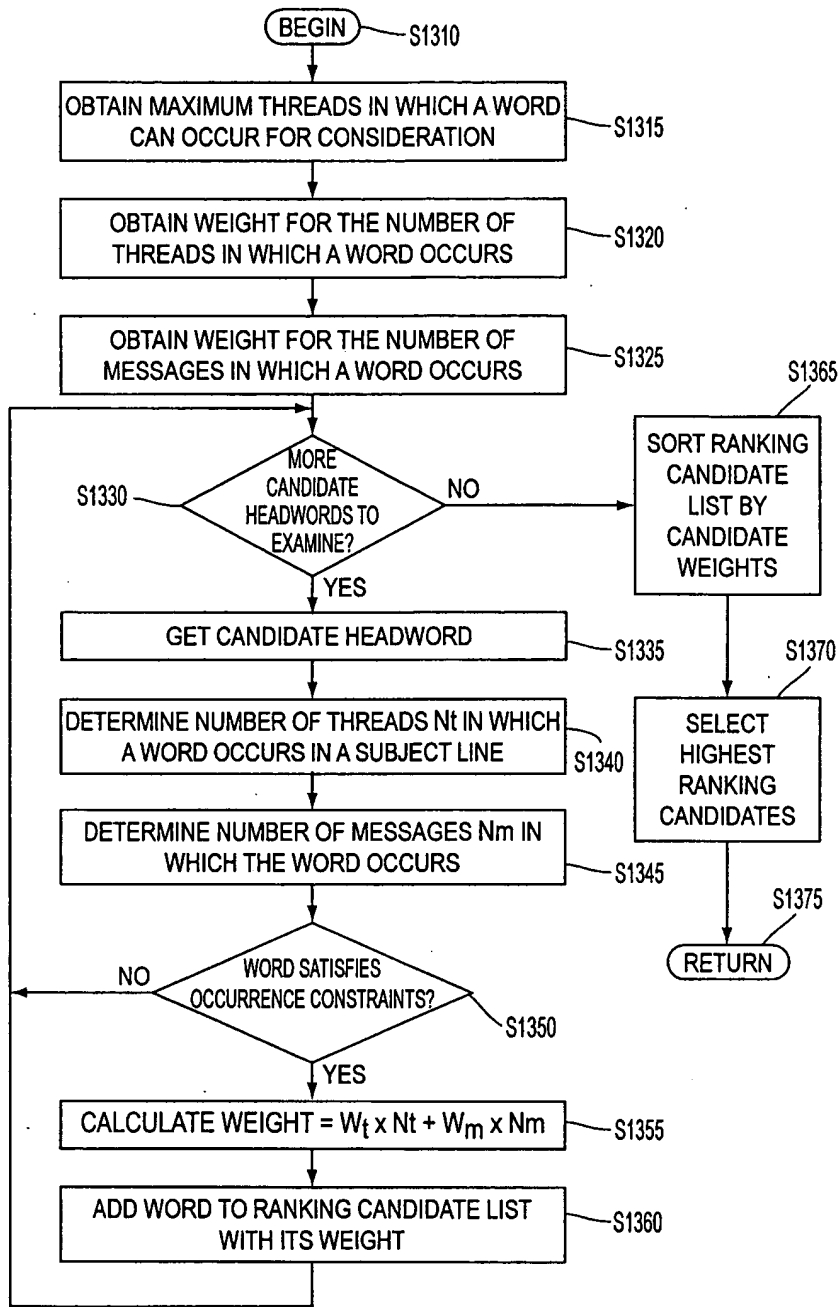 BEGIN
S1310
OBTAIN MAXIMUM THREADS IN WHICH A WORD
CAN OCCUR FOR CONSIDERATION
S1315
OBTAIN WEIGHT FOR THE NUMBER OF
THREADS IN WHICH A WORD OCCURS
S1320
OBTAIN WEIGHT FOR THE NUMBER OF
MESSAGES IN WHICH A WORD OCCURS
S1325
MORE
CANDIDATE
HEADWORDS TO
EXAMINE?
S1330
NO
YES
GET CANDIDATE HEADWORD
S1335
DETERMINE NUMBER OF THREADS Nt IN WHICH
A WORD OCCURS IN A SUBJECT LINE
S1340
DETERMINE NUMBER OF MESSAGES Nm IN
WHICH THE WORD OCCURS
S1345
WORD SATISFIES
OCCURRENCE CONSTRAINTS?
S1350
NO
YES
CALCULATE WEIGHT = Wt x Nt + Wm x Nm
S1355
ADD WORD TO RANKING CANDIDATE LIST
WITH ITS WEIGHT
S1360
S1365
SORT RANKING
CANDIDATE
LIST BY
CANDIDATE
WEIGHTS
S1370
SELECT
HIGHEST
RANKING
CANDIDATES
S1375
RETURN